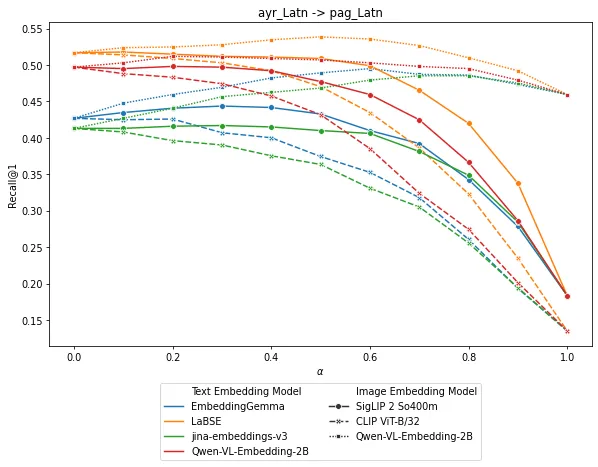 ayr_Latn -> pag_Latn
Recall@1
0.55
0.50
0.45
0.40
0.35
0.30
0.25
0.20
0.15
0.0
0.2
0.4
0.6
0.8
1.0
α
Text Embedding Model
EmbeddingGemma
LaBSE
jina-embeddings-v3
Qwen-VL-Embedding-2B
Image Embedding Model
SigLIP 2 So400m
CLIP ViT-B/32
Qwen-VL-Embedding-2B